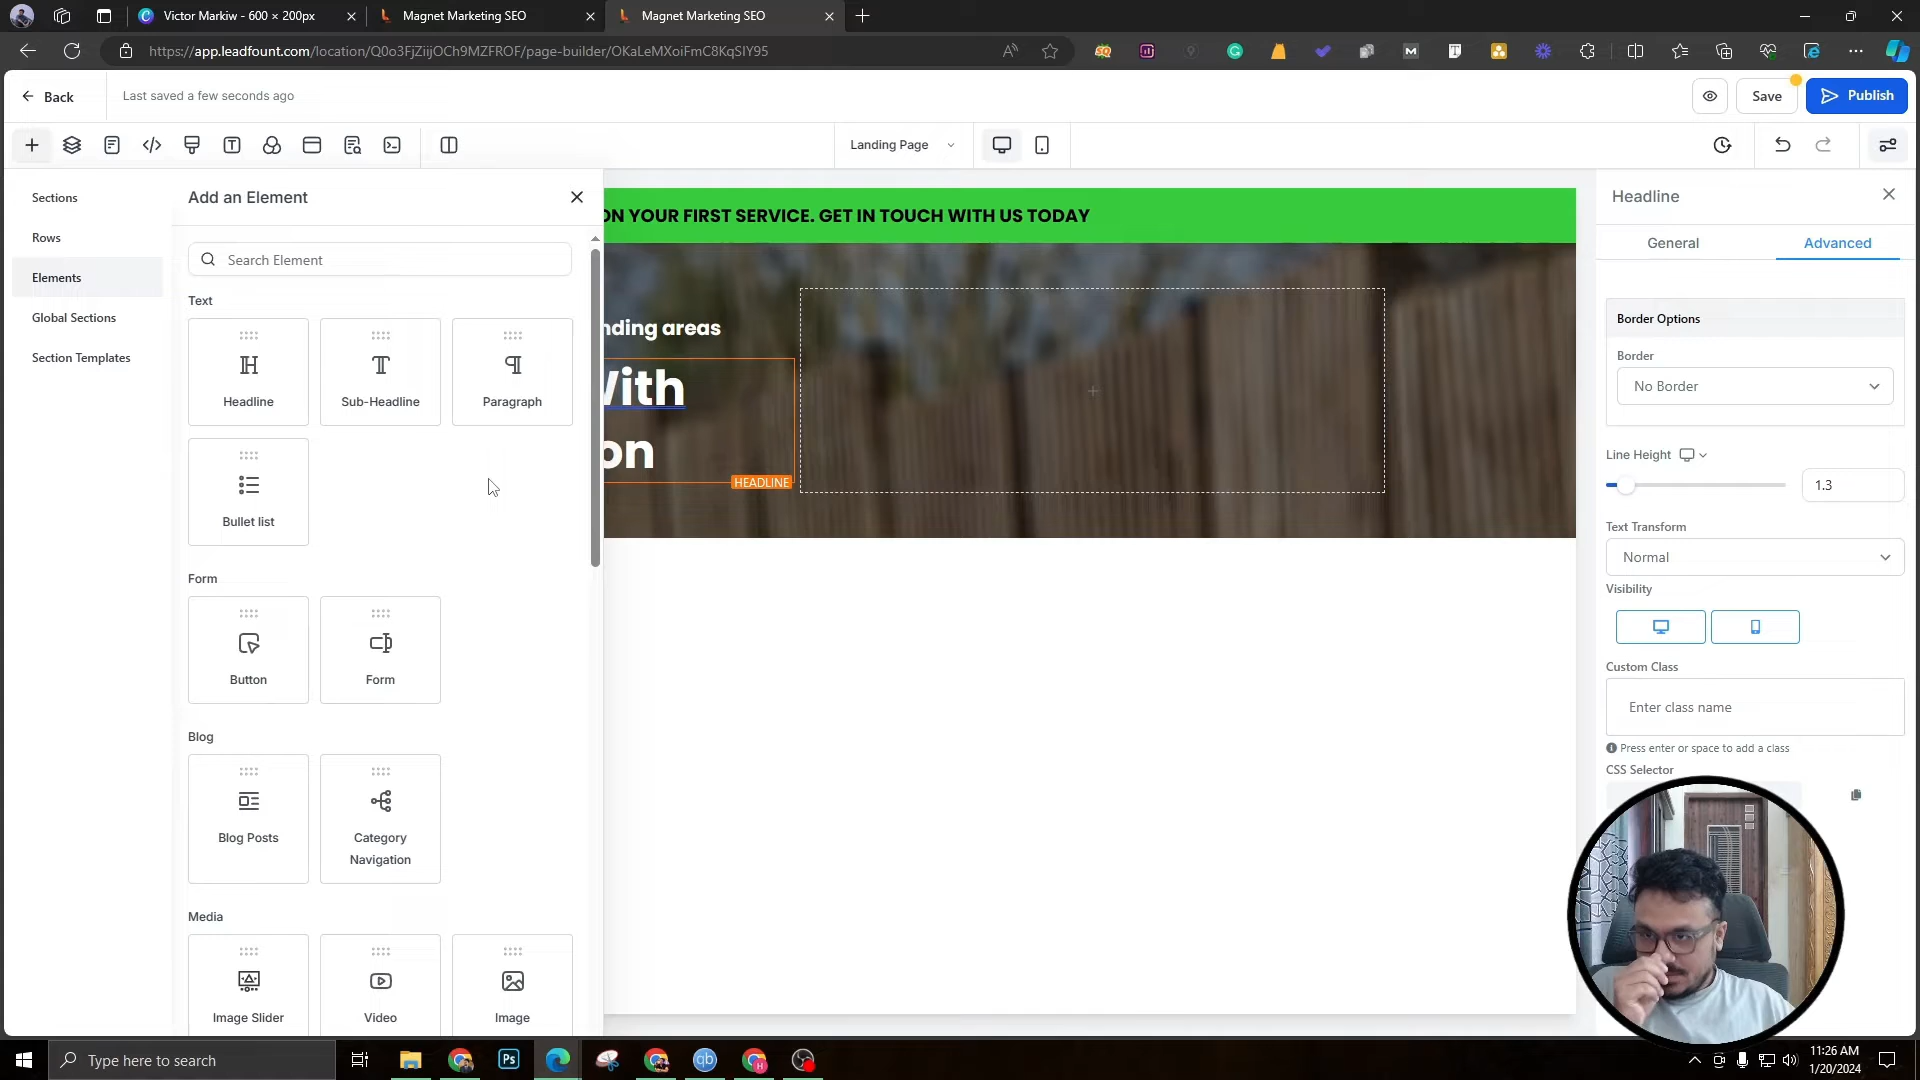 Victor Markiw - 600 × 200px
Magnet Marketing SEO
Magnet Marketing SEO
https://app.leadfount.com/location/Q0o3FjZiijOCh9MZFROF/page-builder/OKaLeMXoiFmC8KqSIY95
Back
Last saved a few seconds ago
Save
Publish
Landing Page
Sections
Rows
Elements
Global Sections
Section Templates
Add an Element
Search Element
Text
Headline
Sub-Headline
Paragraph
Bullet list
Form
Button
Form
Blog
Blog Posts
Category
Navigation
Media
Image Slider
Video
Image
ON YOUR FIRST SERVICE. GET IN TOUCH WITH US TODAY
nding areas
With
on
HEADLINE
Headline
General
Advanced
Border Options
Border
No Border
Line Height
1.3
Text Transform
Normal
Visibility
Custom Class
Enter class name
Press enter or space to add a class
CSS Selector
Type here to search
Ps
qb
11:26 AM
1/20/2024